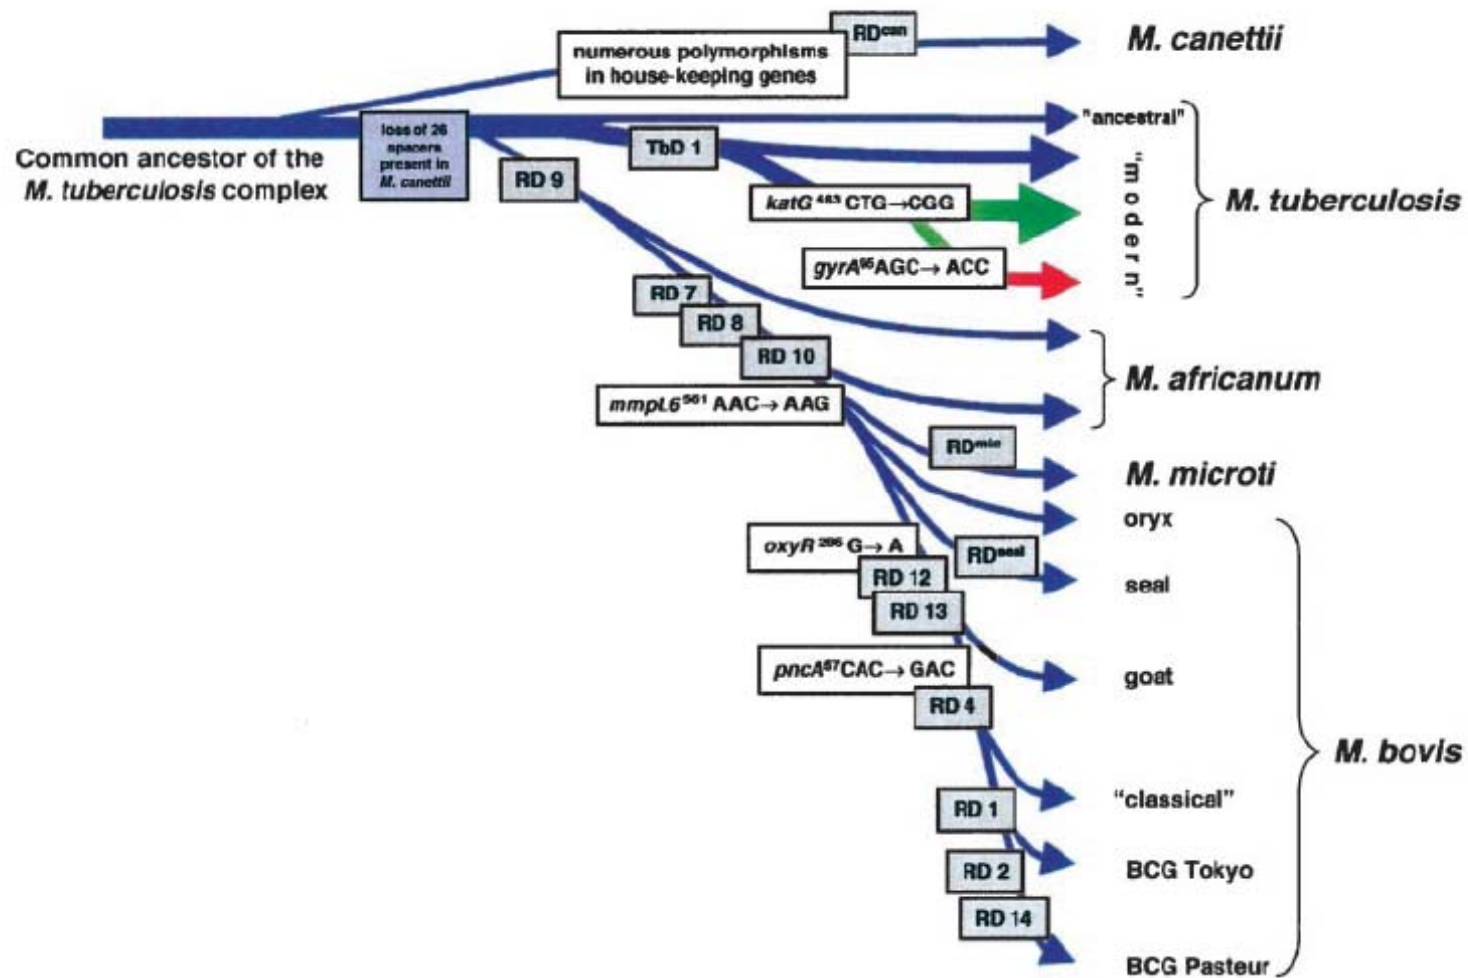 RDcan
M. canettii
numerous polymorphisms
in house-keeping genes
"ancestral"
loss of 26
spacers
present in
M. canettii
Common ancestor of the
M. tuberculosis complex
TbD 1
RD 9
katG463 CTG→CGG
gyrA95AGC→ ACC
"modern"
M. tuberculosis
RD 7
RD 8
RD 10
M. africanum
mmpL6551 AAC→ AAG
RDmic
M. microti
oryx
oxyR285 G→ A
RDseal
seal
RD 12
RD 13
pncA57CAC→ GAC
goat
RD 4
M. bovis
"classical"
RD 1
BCG Tokyo
RD 2
RD 14
BCG Pasteur